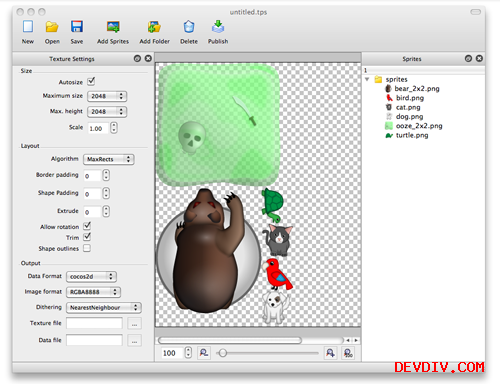 untitled.tps
New Open Save Add Sprites Add Folder Delete Publish
Texture Settings
Size
Autosize
Maximum size 2048
Max. height 2048
Scale 1.00
Layout
Algorithm MaxRects
Border padding 0
Shape Padding 0
Extrude 0
Allow rotation
Trim
Shape outlines
Output
Data Format cocos2d
Image format RGBA8888
Dithering NearestNeighbour
Texture file ...
Data file ...
100
Sprites
1
sprites
bear_2x2.png
bird.png
cat.png
dog.png
ooze_2x2.png
turtle.png
DEVDIV.COM